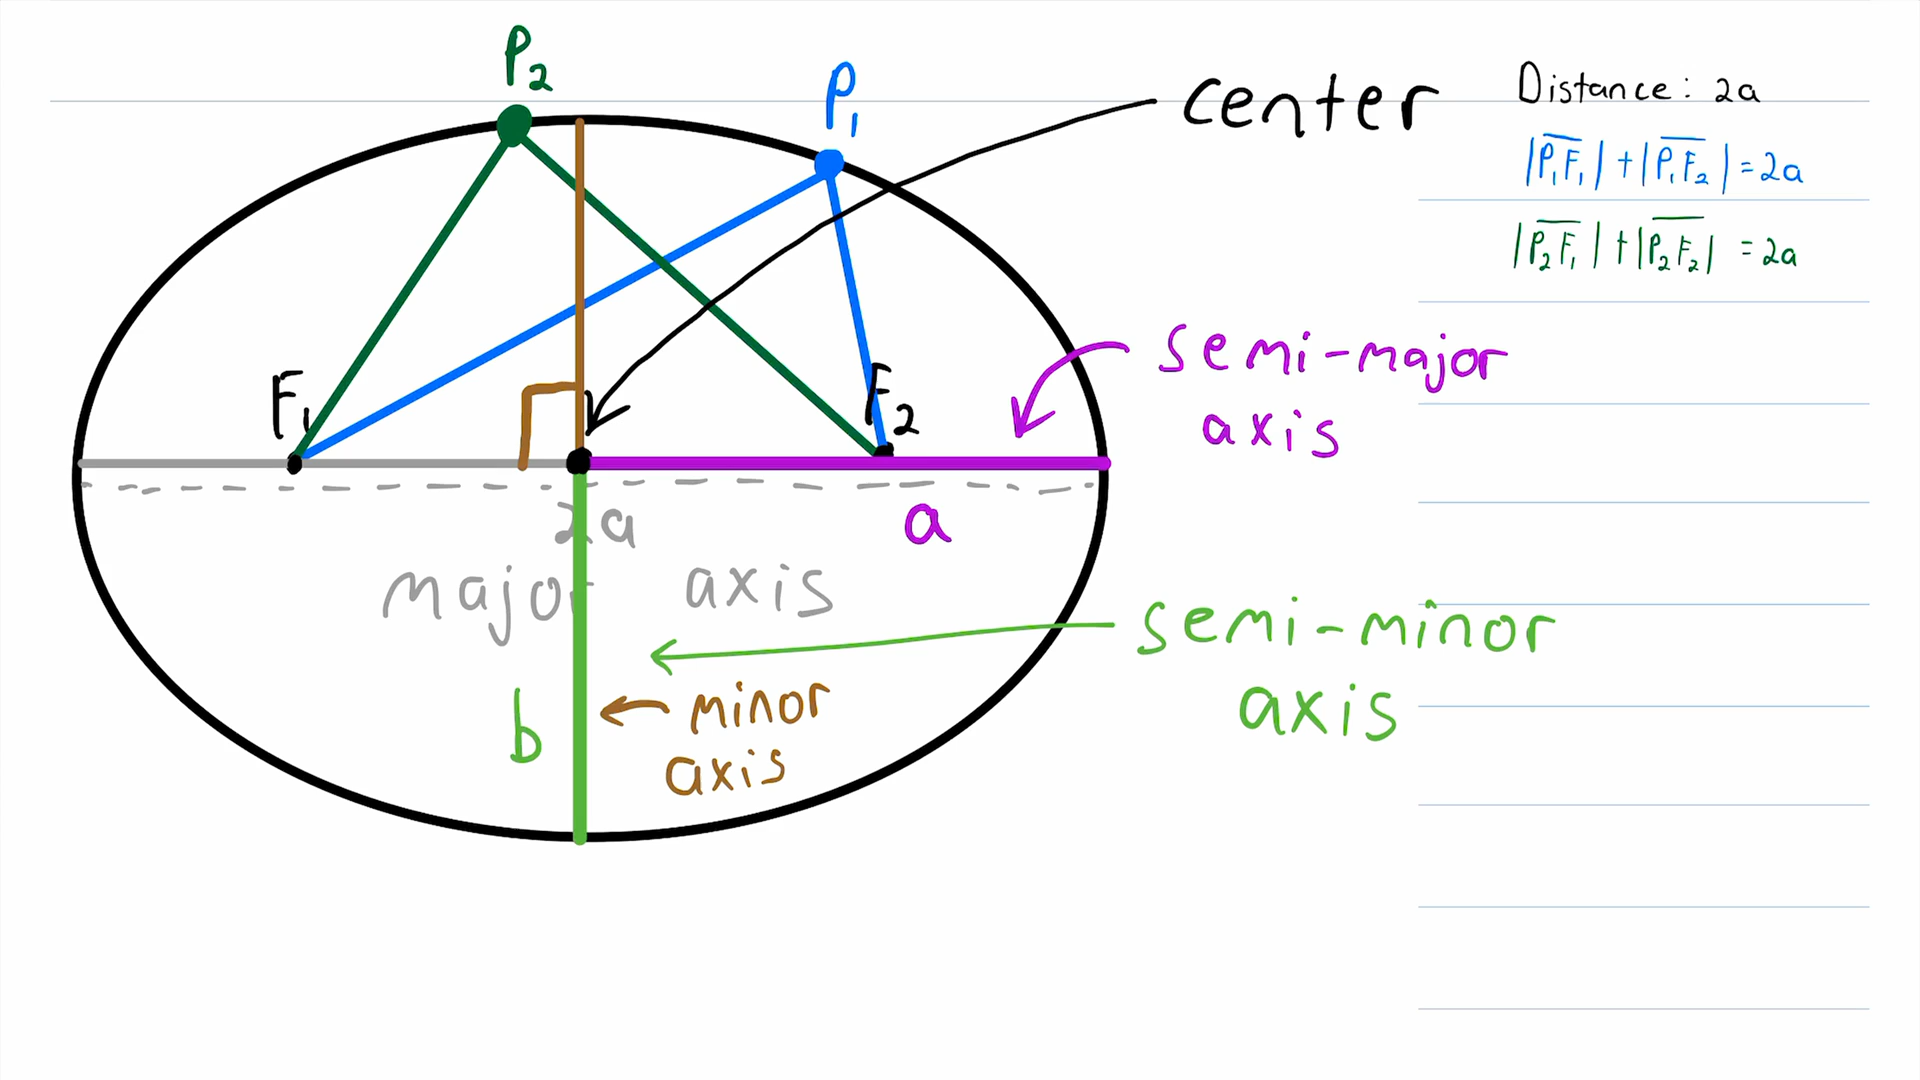 P₂
P₁
center
Distance: 2a
|P₁F₁| + |P₁F₂| = 2a
|P₂F₁| + |P₂F₂| = 2a
semi-major
axis
F₁
F₂
2a
a
major axis
semi-minor
axis
b
minor
axis